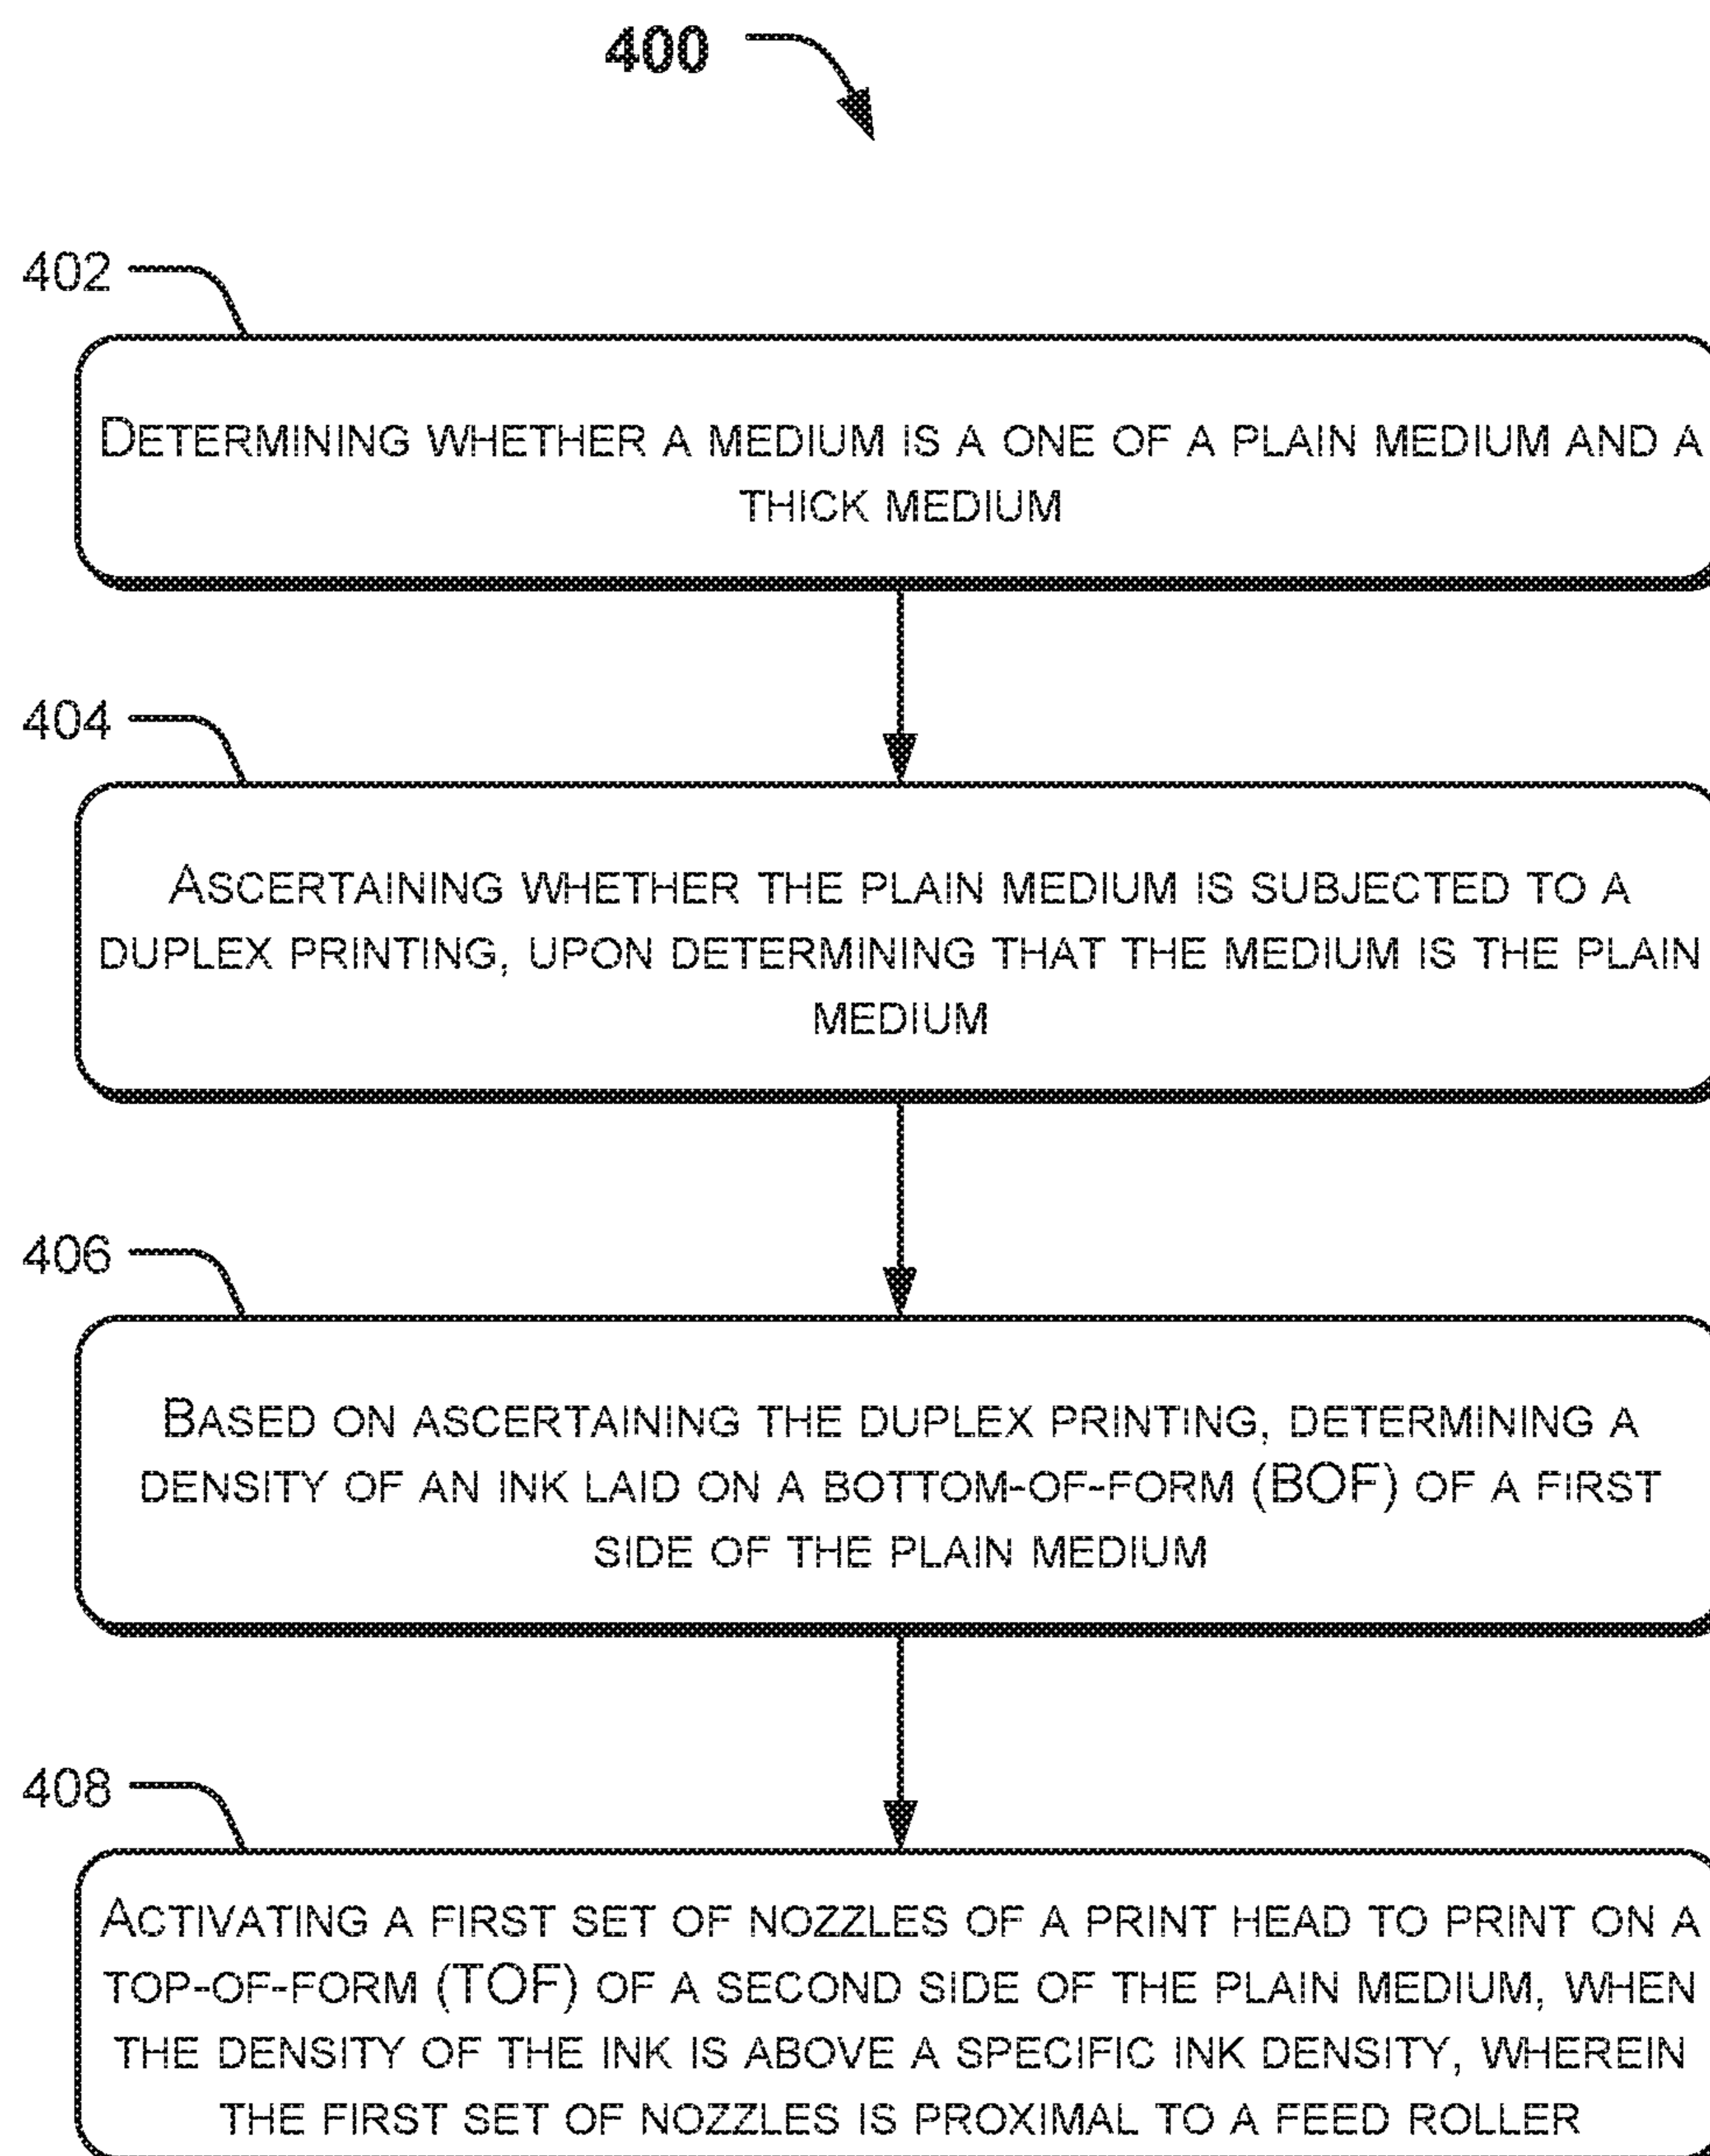 400
402
DETERMINING WHETHER A MEDIUM IS A ONE OF A PLAIN MEDIUM AND A
THICK MEDIUM
404
ASCERTAINING WHETHER THE PLAIN MEDIUM IS SUBJECTED TO A
DUPLEX PRINTING, UPON DETERMINING THAT THE MEDIUM IS THE PLAIN
MEDIUM
406
BASED ON ASCERTAINING THE DUPLEX PRINTING, DETERMINING A
DENSITY OF AN INK LAID ON A BOTTOM-OF-FORM (BOF) OF A FIRST
SIDE OF THE PLAIN MEDIUM
408
ACTIVATING A FIRST SET OF NOZZLES OF A PRINT HEAD TO PRINT ON A
TOP-OF-FORM (TOF) OF A SECOND SIDE OF THE PLAIN MEDIUM, WHEN
THE DENSITY OF THE INK IS ABOVE A SPECIFIC INK DENSITY, WHEREIN
THE FIRST SET OF NOZZLES IS PROXIMAL TO A FEED ROLLER